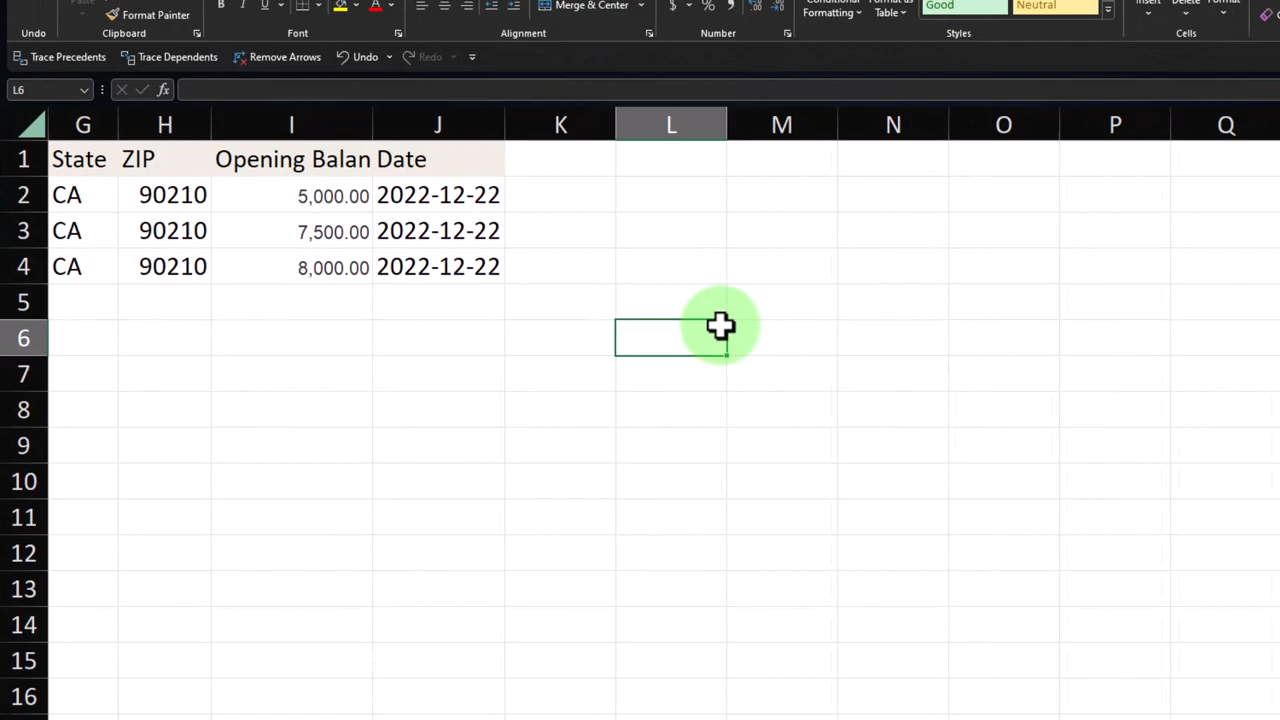 Paste
Format Painter
B I U A
Merge & Center
$ % 9
Conditional
Formatting
Format as
Table
Good
Neutral
Insert
Delete
Format
Undo
Clipboard
Font
Alignment
Number
Styles
Cells
Trace Precedents Trace Dependents Remove Arrows Undo Redo
L6 fx
G H I J K L M N O P Q
1 State ZIP Opening Balan Date
2 CA 90210 5,000.00 2022-12-22
3 CA 90210 7,500.00 2022-12-22
4 CA 90210 8,000.00 2022-12-22
5
6
7
8
9
10
11
12
13
14
15
16